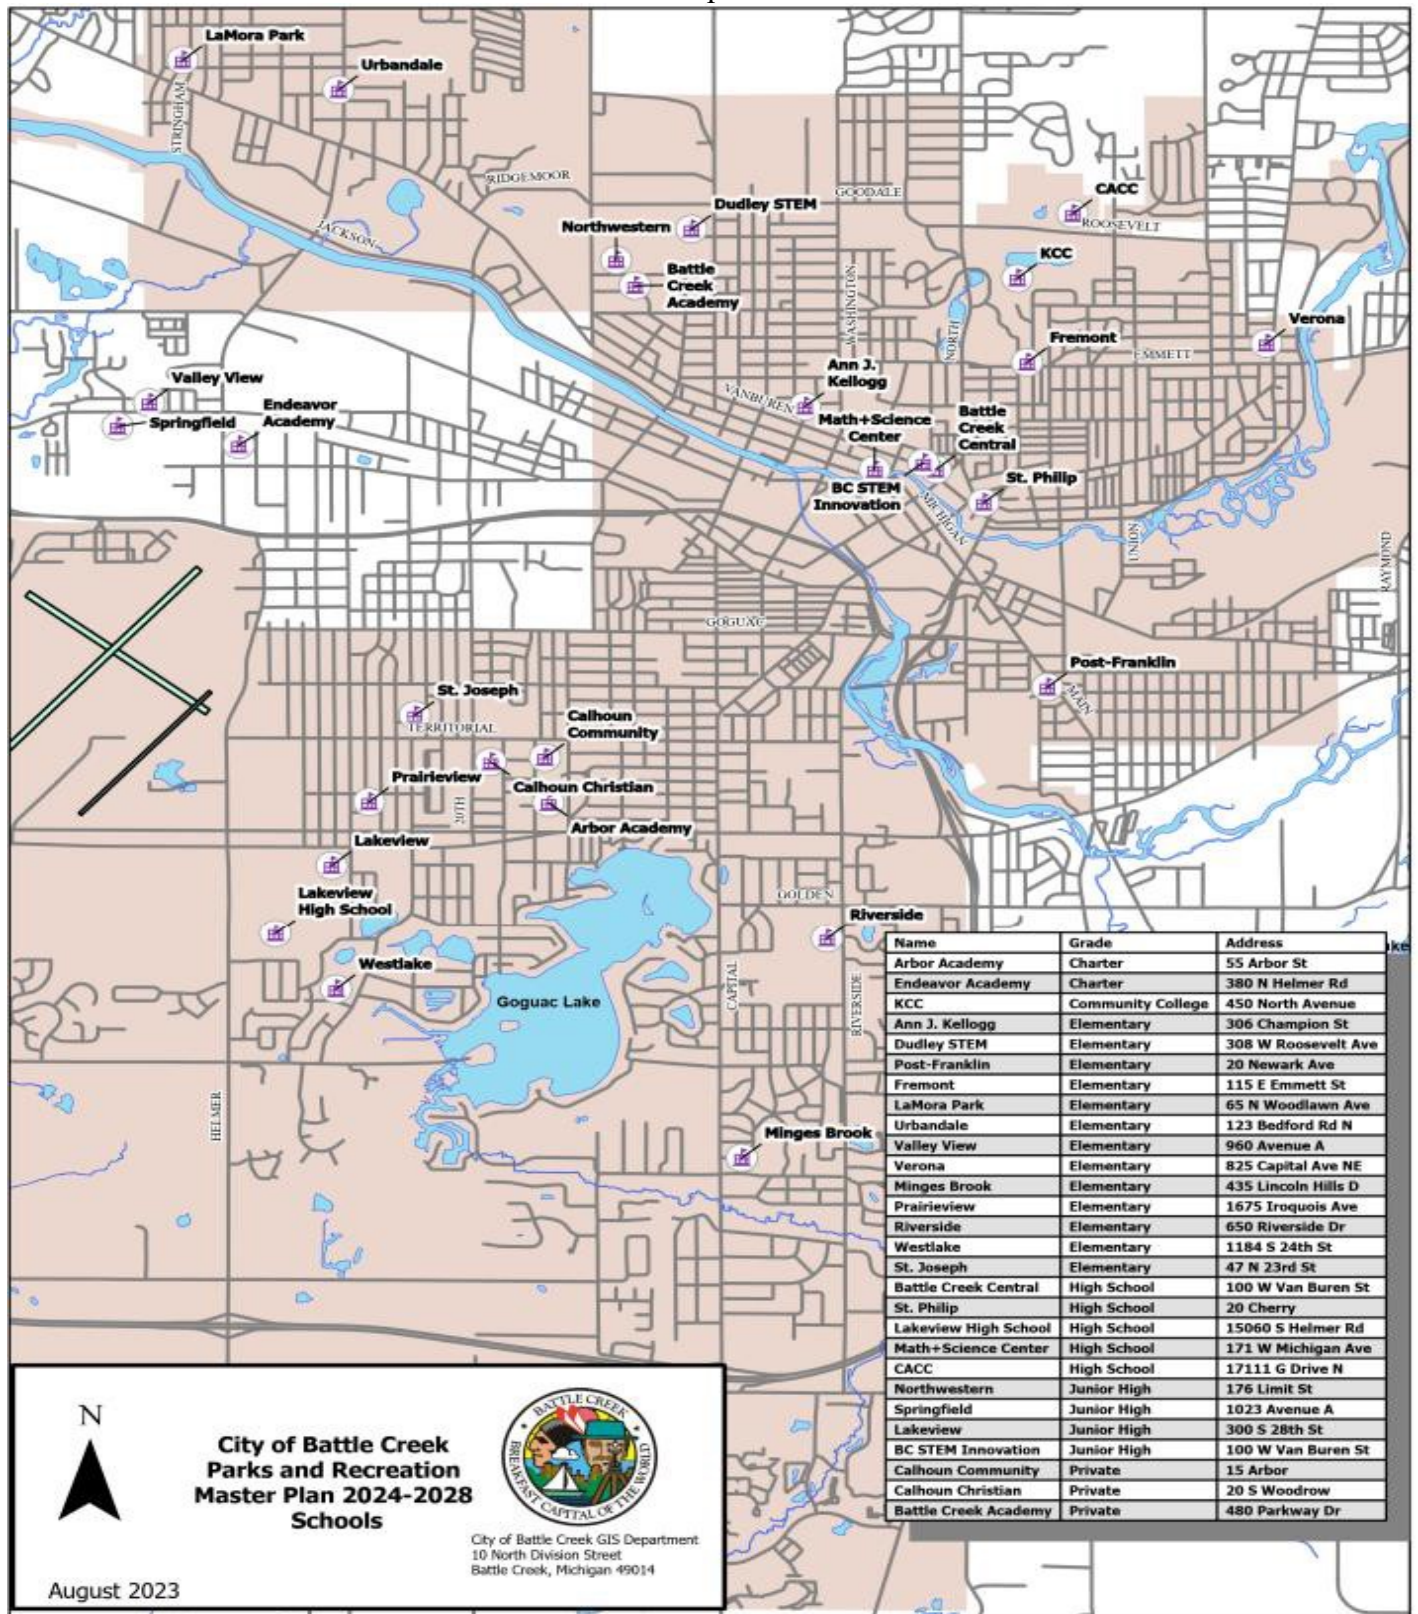 LaMora Park
Urbandale
STRINGHAM
RIDGEMOOR
GOODALE
CACC
ROOSEVELT
Dudley STEM
Northwestern
JACKSON
Battle
Creek
Academy
KCC
WASHINGTON
NORTH
Verona
Fremont
EMMETT
Ann J.
Kellogg
VANBUREN
Valley View
Springfield
Endeavor
Academy
Math+Science
Center
Battle
Creek
Central
BC STEM
Innovation
St. Philip
MICHIGAN
UNION
RAYMOND
GOGUAC
Post-Franklin
MAIN
St. Joseph
TERRITORIAL
Calhoun
Community
Prairieview
20TH
Calhoun Christian
Arbor Academy
Lakeview
Lakeview
High School
GOLDEN
Riverside
Westlake
Goguac Lake
CAPITAL
RIVERSIDE
HELMER
Minges Brook
Name Grade Address
Arbor Academy Charter 55 Arbor St
Endeavor Academy Charter 380 N Helmer Rd
KCC Community College 450 North Avenue
Ann J. Kellogg Elementary 306 Champion St
Dudley STEM Elementary 308 W Roosevelt Ave
Post-Franklin Elementary 20 Newark Ave
Fremont Elementary 115 E Emmett St
LaMora Park Elementary 65 N Woodlawn Ave
Urbandale Elementary 123 Bedford Rd N
Valley View Elementary 960 Avenue A
Verona Elementary 825 Capital Ave NE
Minges Brook Elementary 435 Lincoln Hills D
Prairieview Elementary 1675 Iroquois Ave
Riverside Elementary 650 Riverside Dr
Westlake Elementary 1184 S 24th St
St. Joseph Elementary 47 N 23rd St
Battle Creek Central High School 100 W Van Buren St
St. Philip High School 20 Cherry
Lakeview High School High School 15060 S Helmer Rd
Math+Science Center High School 171 W Michigan Ave
CACC High School 17111 G Drive N
Northwestern Junior High 176 Limit St
Springfield Junior High 1023 Avenue A
Lakeview Junior High 300 S 28th St
BC STEM Innovation Junior High 100 W Van Buren St
Calhoun Community Private 15 Arbor
Calhoun Christian Private 20 S Woodrow
Battle Creek Academy Private 480 Parkway Dr
N
City of Battle Creek
Parks and Recreation
Master Plan 2024-2028
Schools
BATTLE CREEK
BREAKFAST CAPITAL OF THE WORLD
City of Battle Creek GIS Department
10 North Division Street
Battle Creek, Michigan 49014
August 2023